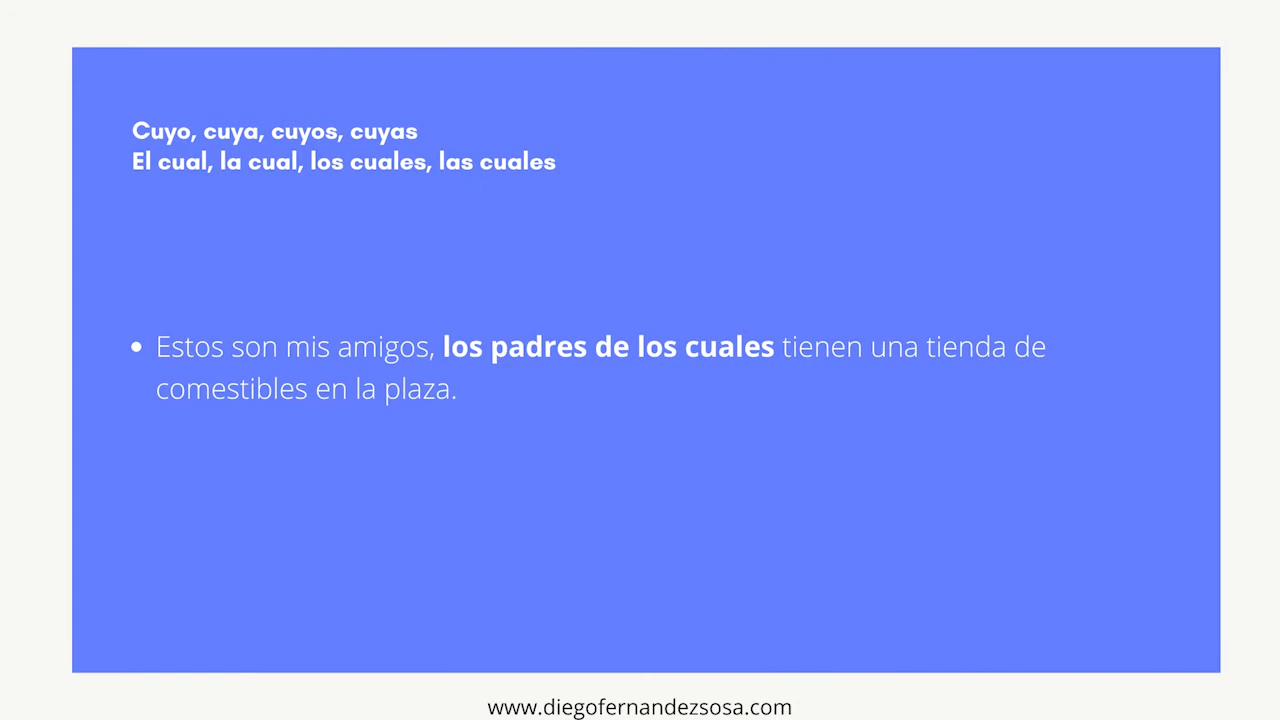 Cuyo, cuya, cuyos, cuyas
El cual, la cual, los cuales, las cuales
• Estos son mis amigos, los padres de los cuales tienen una tienda de
comestibles en la plaza.
www.diegofernandezsosa.com